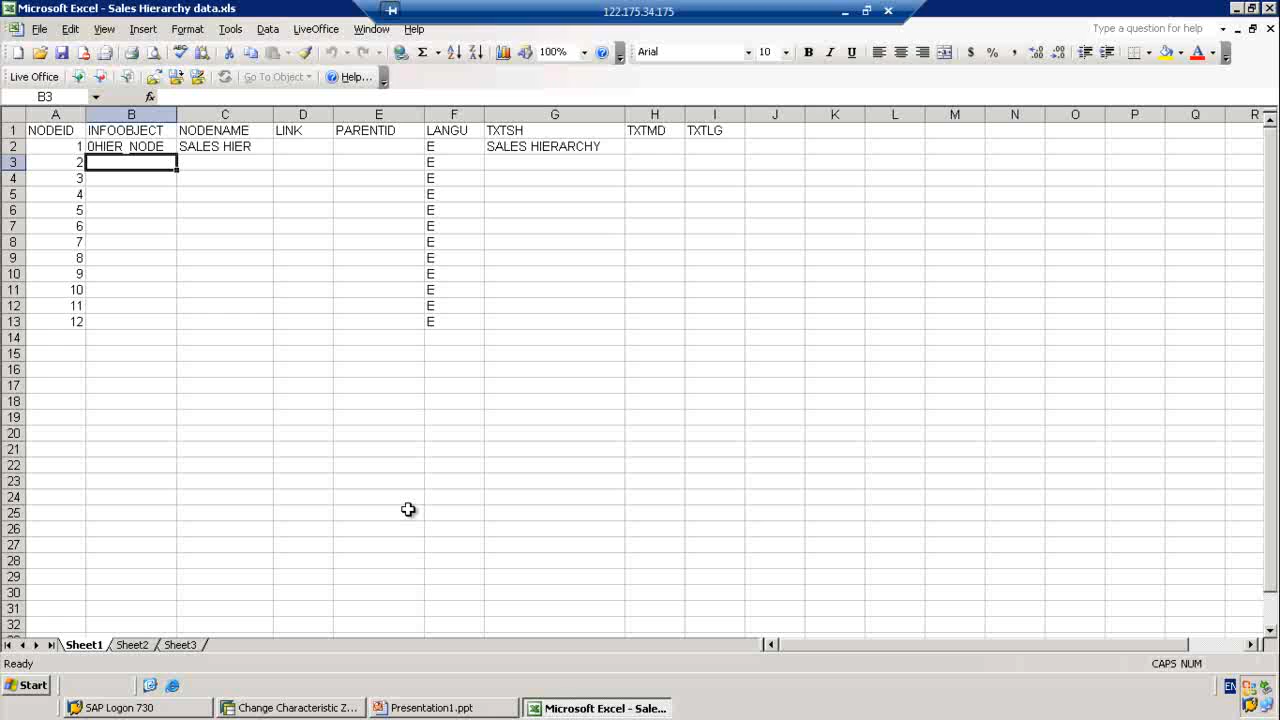 Microsoft Excel - Sales Hierarchy data.xls
122.175.34.175
File Edit View Insert Format Tools Data LiveOffice Window Help
Type a question for help
100% Arial 10 B I U
Live Office Go To Object Help...
B3 fx
A B C D E F G H I J K L M N O P Q R
1 NODEID INFOOBJECT NODENAME LINK PARENTID LANGU TXTSH TXTMD TXTLG
2 1 0HIER_NODE SALES HIER E SALES HIERARCHY
3 2 E
4 3 E
5 4 E
6 5 E
7 6 E
8 7 E
9 8 E
10 9 E
11 10 E
12 11 E
13 12 E
14
15
16
17
18
19
20
21
22
23
24
25
26
27
28
29
30
31
32
Sheet1 Sheet2 Sheet3
Ready
CAPS NUM
Start
EN
SAP Logon 730 Change Characteristic Z... Presentation1.ppt Microsoft Excel - Sale...